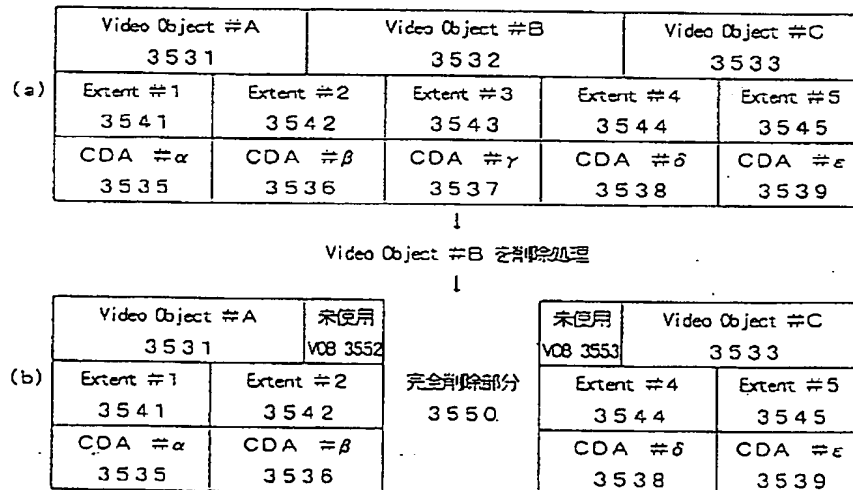 Video Object #A Video Object #B Video Object #C
3531 3532 3533
(a)
Extent #1 Extent #2 Extent #3 Extent #4 Extent #5
3541 3542 3543 3544 3545
CDA #α CDA #β CDA #γ CDA #δ CDA #ε
3535 3536 3537 3538 3539
↓
Video Object #B を削除処理
↓
Video Object #A 未使用 未使用 Video Object #C
3531 VOB 3552 VOB 3553 3533
(b)
Extent #1 Extent #2 完全削除部分 Extent #4 Extent #5
3541 3542 3550 3544 3545
CDA #α CDA #β CDA #δ CDA #ε
3535 3536 3538 3539